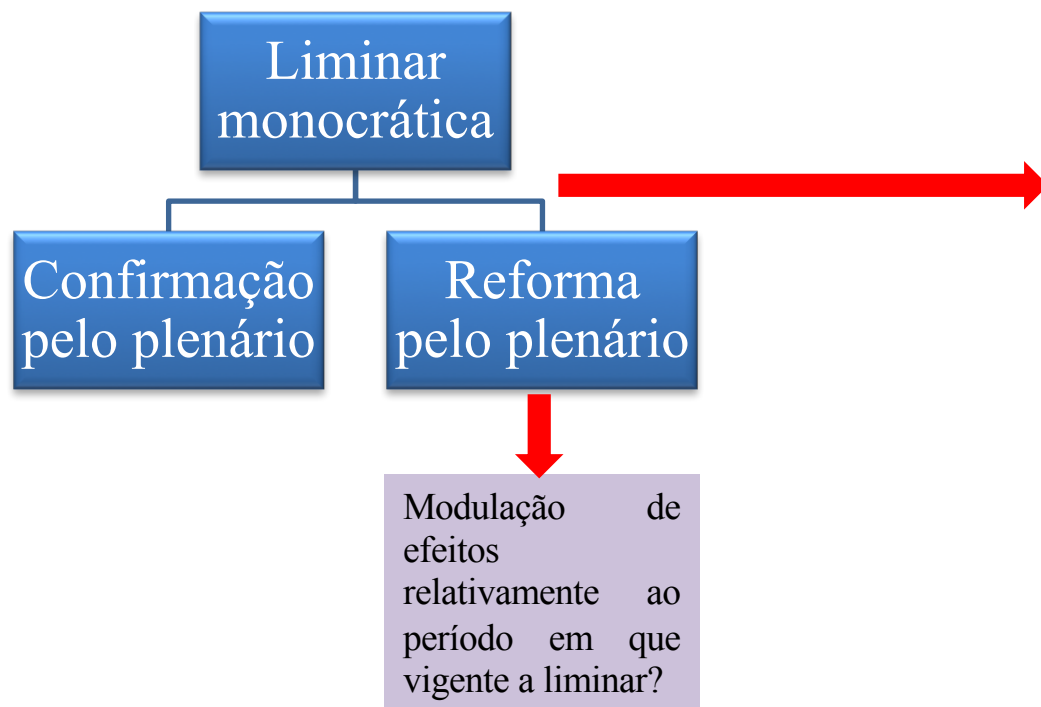 Liminar
monocrática
Confirmação
pelo plenário
Reforma
pelo plenário
Modulação de
efeitos
relativamente ao
período em que
vigente a liminar?